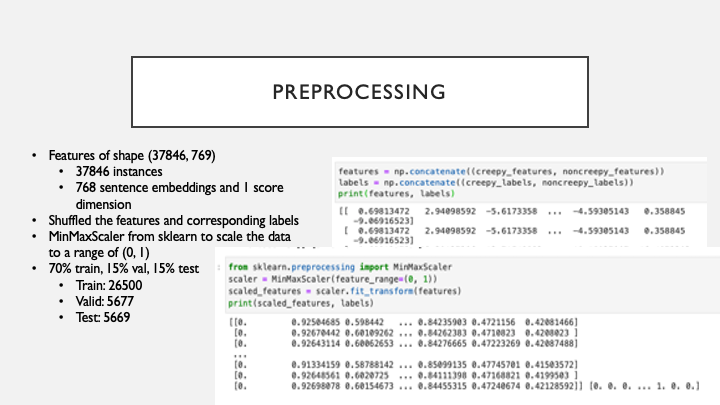 PREPROCESSING
• Features of shape (37846, 769)
• 37846 instances
• 768 sentence embeddings and 1 score
dimension
• Shuffled the features and corresponding labels
• MinMaxScaler from sklearn to scale the data
to a range of (0, 1)
• 70% train, 15% val, 15% test
• Train: 26500
• Valid: 5677
• Test: 5669
features = np.concatenate((creepy_features, noncreepy_features))
labels = np.concatenate((creepy_labels, noncreepy_labels))
print(features, labels)
[[ 0.69813472 2.94098592 -5.6173358 ... -4.59305143 0.358845
-9.06916523]
[ 0.69813472 2.94098592 -5.6173358 ... -4.59305143 0.358845
-9.06916523]
from sklearn.preprocessing import MinMaxScaler
scaler = MinMaxScaler(feature_range=(0, 1))
scaled_features = scaler.fit_transform(features)
print(scaled_features, labels)
[[0. 0.92504685 0.598442 ... 0.84235903 0.4721156 0.42081466]
[0. 0.92670442 0.60109262 ... 0.84262383 0.4710823 0.4208023 ]
[0. 0.92643114 0.60062653 ... 0.84276665 0.47223269 0.42087488]
...
[0. 0.91334159 0.58788142 ... 0.85099135 0.47745701 0.41503572]
[0. 0.92648561 0.6020725 ... 0.84111398 0.47168821 0.4199503 ]
[0. 0.92698078 0.60154673 ... 0.84455315 0.47240674 0.42128592]] [0. 0. 0. ... 1. 0. 0.]